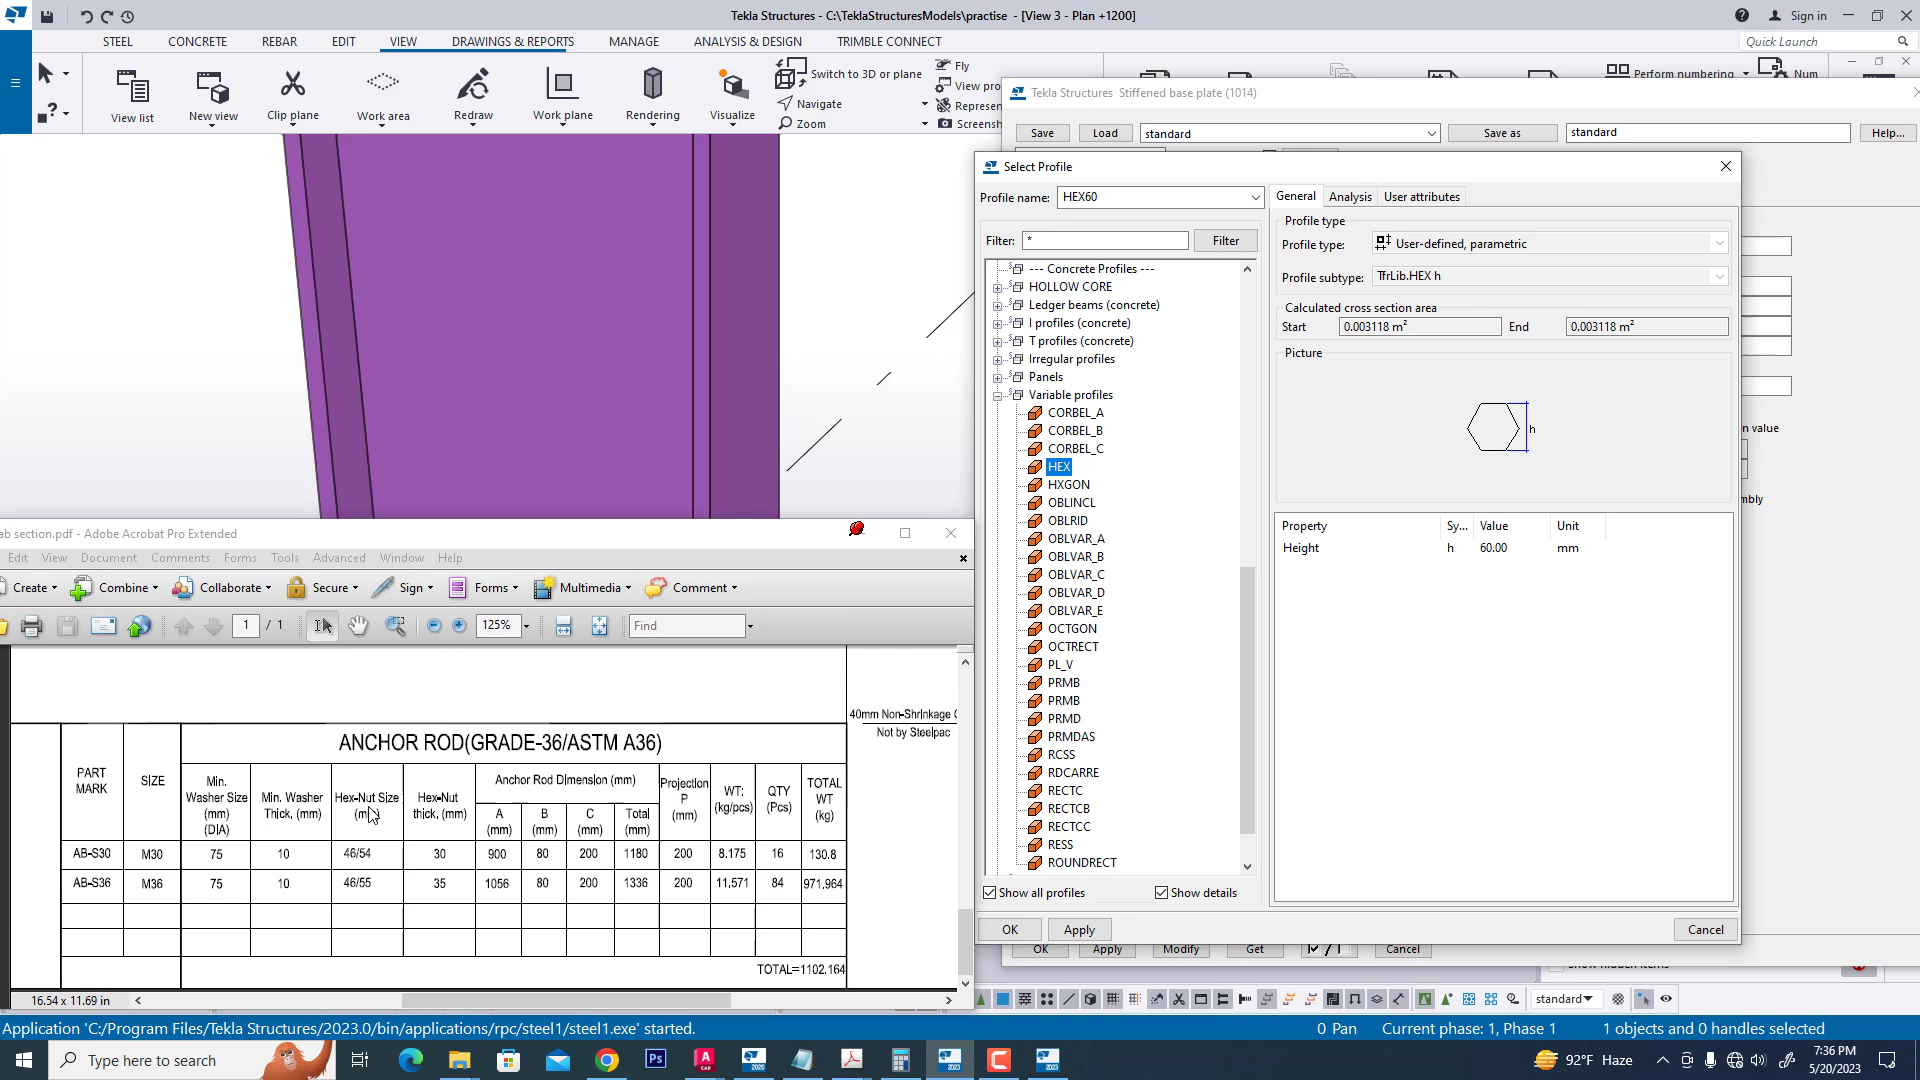 Tekla Structures - C:\TeklaStructuresModels\practise - [View 3 - Plan +1200]
Sign in
STEEL CONCRETE REBAR EDIT VIEW DRAWINGS & REPORTS MANAGE ANALYSIS & DESIGN TRIMBLE CONNECT
Quick Launch
View list New view Clip plane Work area Redraw Work plane Rendering Visualize
Switch to 3D or plane
Navigate
Zoom
Fly
View pro
Represen
Screensh
Perform numbering
Num
Tekla Structures Stiffened base plate (1014)
Save Load standard Save as standard Help...
Select Profile
Profile name: HEX60
Filter: * Filter
--- Concrete Profiles ---
HOLLOW CORE
Ledger beams (concrete)
I profiles (concrete)
T profiles (concrete)
Irregular profiles
Panels
Variable profiles
CORBEL_A
CORBEL_B
CORBEL_C
HEX
HXGON
OBLINCL
OBLRID
OBLVAR_A
OBLVAR_B
OBLVAR_C
OBLVAR_D
OBLVAR_E
OCTGON
OCTRECT
PL_V
PRMB
PRMB
PRMD
PRMDAS
RCSS
RDCARRE
RECTC
RECTCB
RECTCC
RESS
ROUNDRECT
Show all profiles Show details
OK Apply Cancel
General Analysis User attributes
Profile type
Profile type: User-defined, parametric
Profile subtype: TfrLib.HEX h
Calculated cross section area
Start 0.003118 m² End 0.003118 m²
Picture
h
Property Sy... Value Unit
Height h 60.00 mm
n value
mbly
OK Apply Modify Get / Cancel
ab section.pdf - Adobe Acrobat Pro Extended
Edit View Document Comments Forms Tools Advanced Window Help
Create Combine Collaborate Secure Sign Forms Multimedia Comment
1 / 1 125% Find
40mm Non-Shrinkage
Not by Steelpac
ANCHOR ROD(GRADE-36/ASTM A36)
PART MARK SIZE Min. Washer Size (mm) (DIA) Min. Washer Thick. (mm) Hex-Nut Size (mm) Hex-Nut thick. (mm) Anchor Rod Dimension (mm) Projection P (mm) WT: (kg/pcs) QTY (Pcs) TOTAL WT (kg)
A (mm) B (mm) C (mm) Total (mm)
AB-S30 M30 75 10 46/54 30 900 80 200 1180 200 8.175 16 130.8
AB-S36 M36 75 10 46/55 35 1056 80 200 1336 200 11,571 84 971,964
TOTAL=1102.164
16.54 x 11.69 in
standard
Application 'C:/Program Files/Tekla Structures/2023.0/bin/applications/rpc/steel1/steel1.exe' started.
0 Pan Current phase: 1, Phase 1 1 objects and 0 handles selected
Type here to search
92°F Haze
7:36 PM
5/20/2023